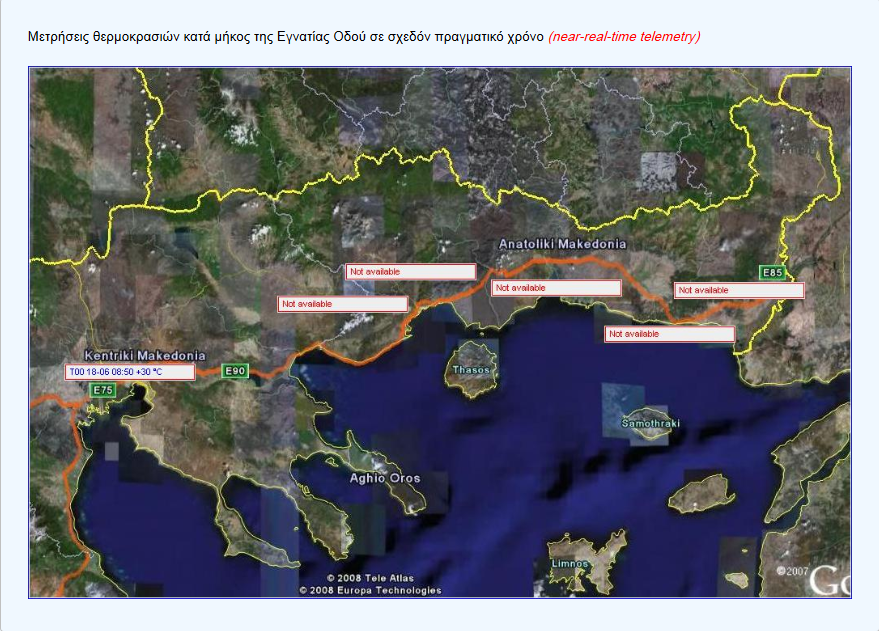 Μετρήσεις θερμοκρασιών κατά μήκος της Εγνατίας Οδού σε σχεδόν πραγματικό χρόνο (near-real-time telemetry)
Anatoliki Makedonia
Not available
E85
Not available
Not available
Not available
Not available
Kentriki Makedonia
T00 18-06 08:50 +30 °C
E90
E75
Thasos
Samothraki
Aghio Oros
Limnos
© 2008 Tele Atlas
© 2008 Europa Technologies
©2007
Go